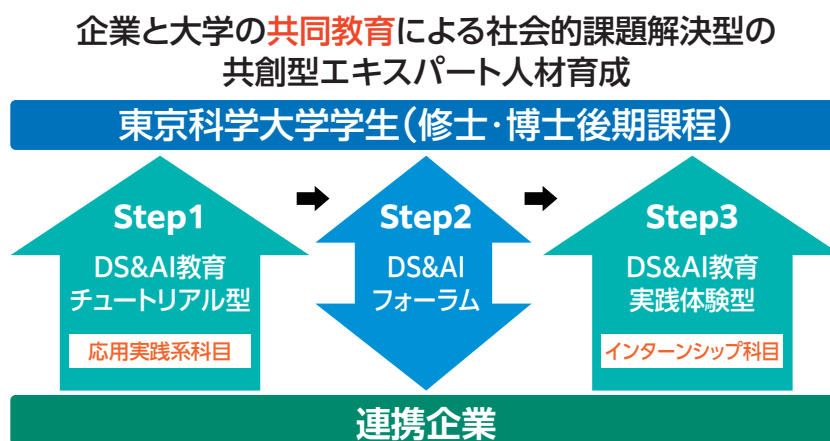 企業と大学の共同教育による社会的課題解決型の
共創型エキスパート人材育成
東京科学大学学生(修士・博士後期課程)
Step1
DS&AI教育
チュートリアル型
応用実践系科目
Step2
DS&AI
フォーラム
Step3
DS&AI教育
実践体験型
インターンシップ科目
連携企業